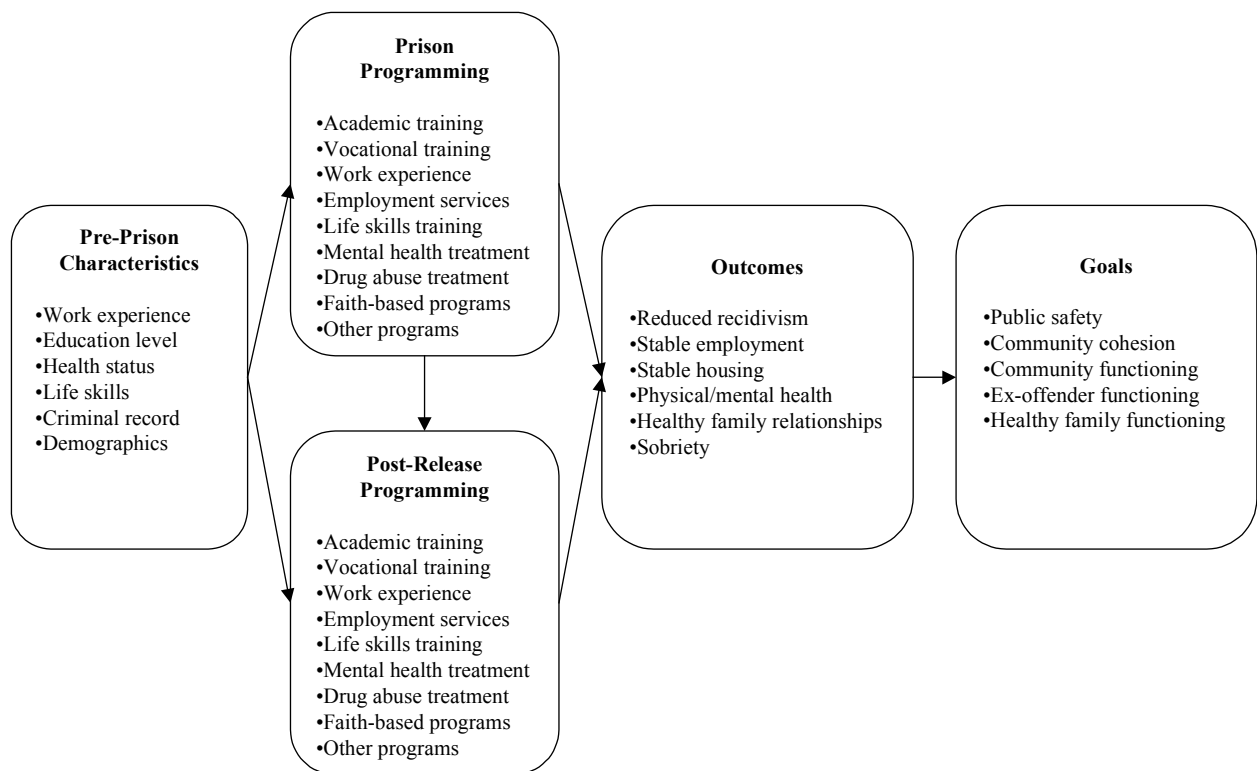 Pre-Prison
Characteristics
•Work experience
•Education level
•Health status
•Life skills
•Criminal record
•Demographics
Prison
Programming
•Academic training
•Vocational training
•Work experience
•Employment services
•Life skills training
•Mental health treatment
•Drug abuse treatment
•Faith-based programs
•Other programs
Post-Release
Programming
•Academic training
•Vocational training
•Work experience
•Employment services
•Life skills training
•Mental health treatment
•Drug abuse treatment
•Faith-based programs
•Other programs
Outcomes
•Reduced recidivism
•Stable employment
•Stable housing
•Physical/mental health
•Healthy family relationships
•Sobriety
Goals
•Public safety
•Community cohesion
•Community functioning
•Ex-offender functioning
•Healthy family functioning